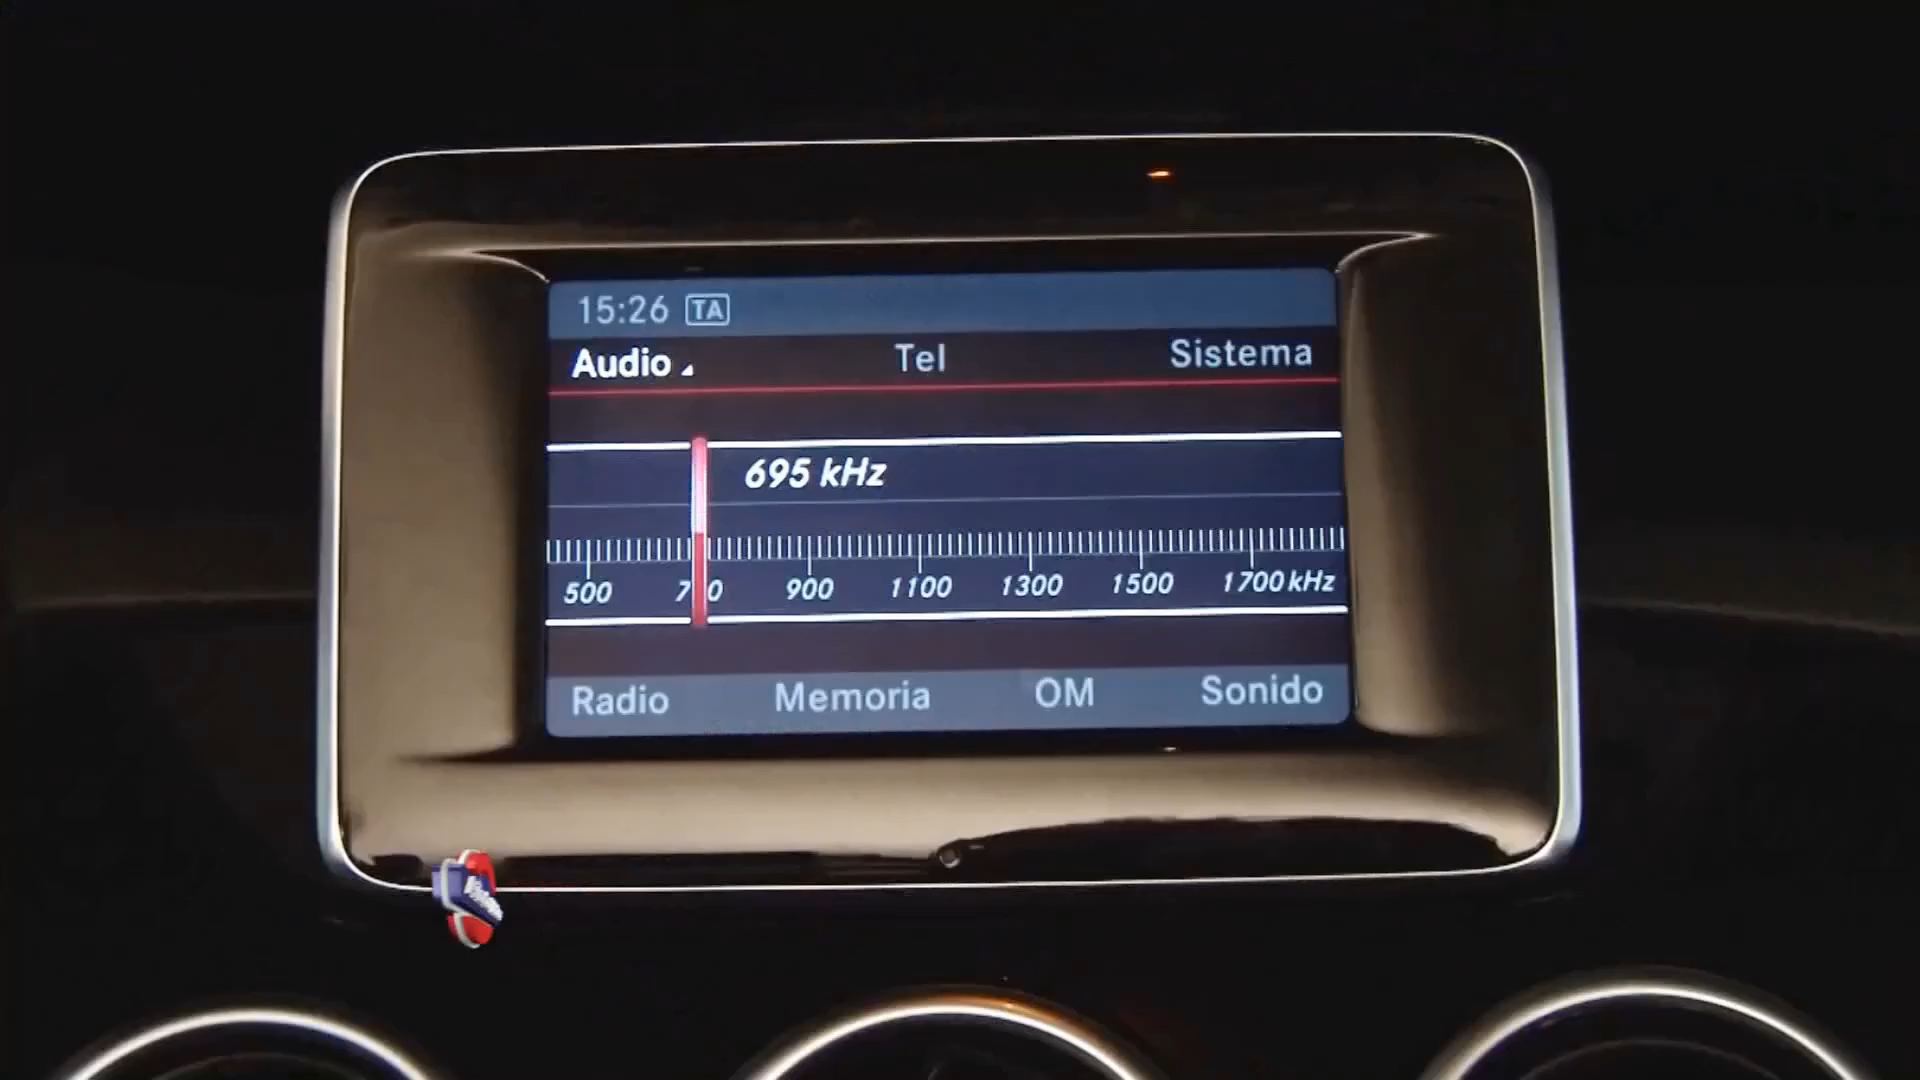 15:26 TA
Audio Tel Sistema
695 kHz
500 900 1100 1300 1500 1700 kHz
Radio Memoria OM Sonido